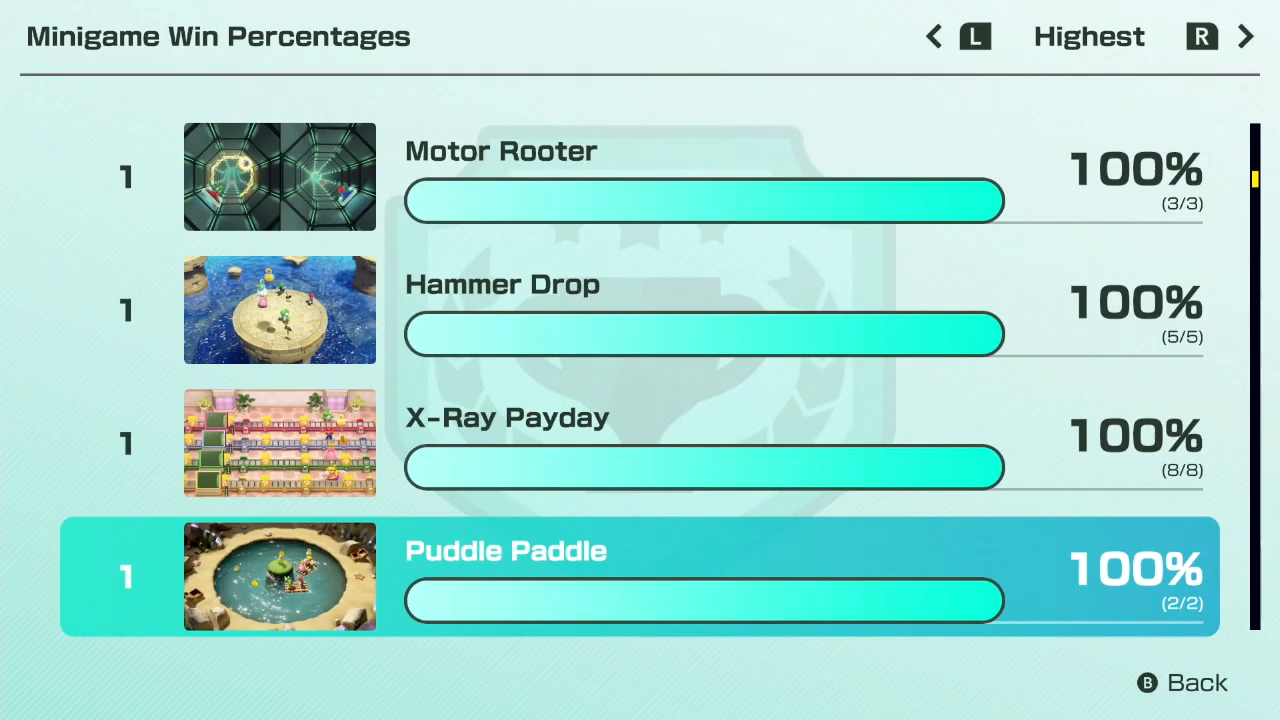 Minigame Win Percentages
L Highest R
1
Motor Rooter
100%
(3/3)
1
Hammer Drop
100%
(5/5)
1
X-Ray Payday
100%
(8/8)
1
Puddle Paddle
100%
(2/2)
B Back